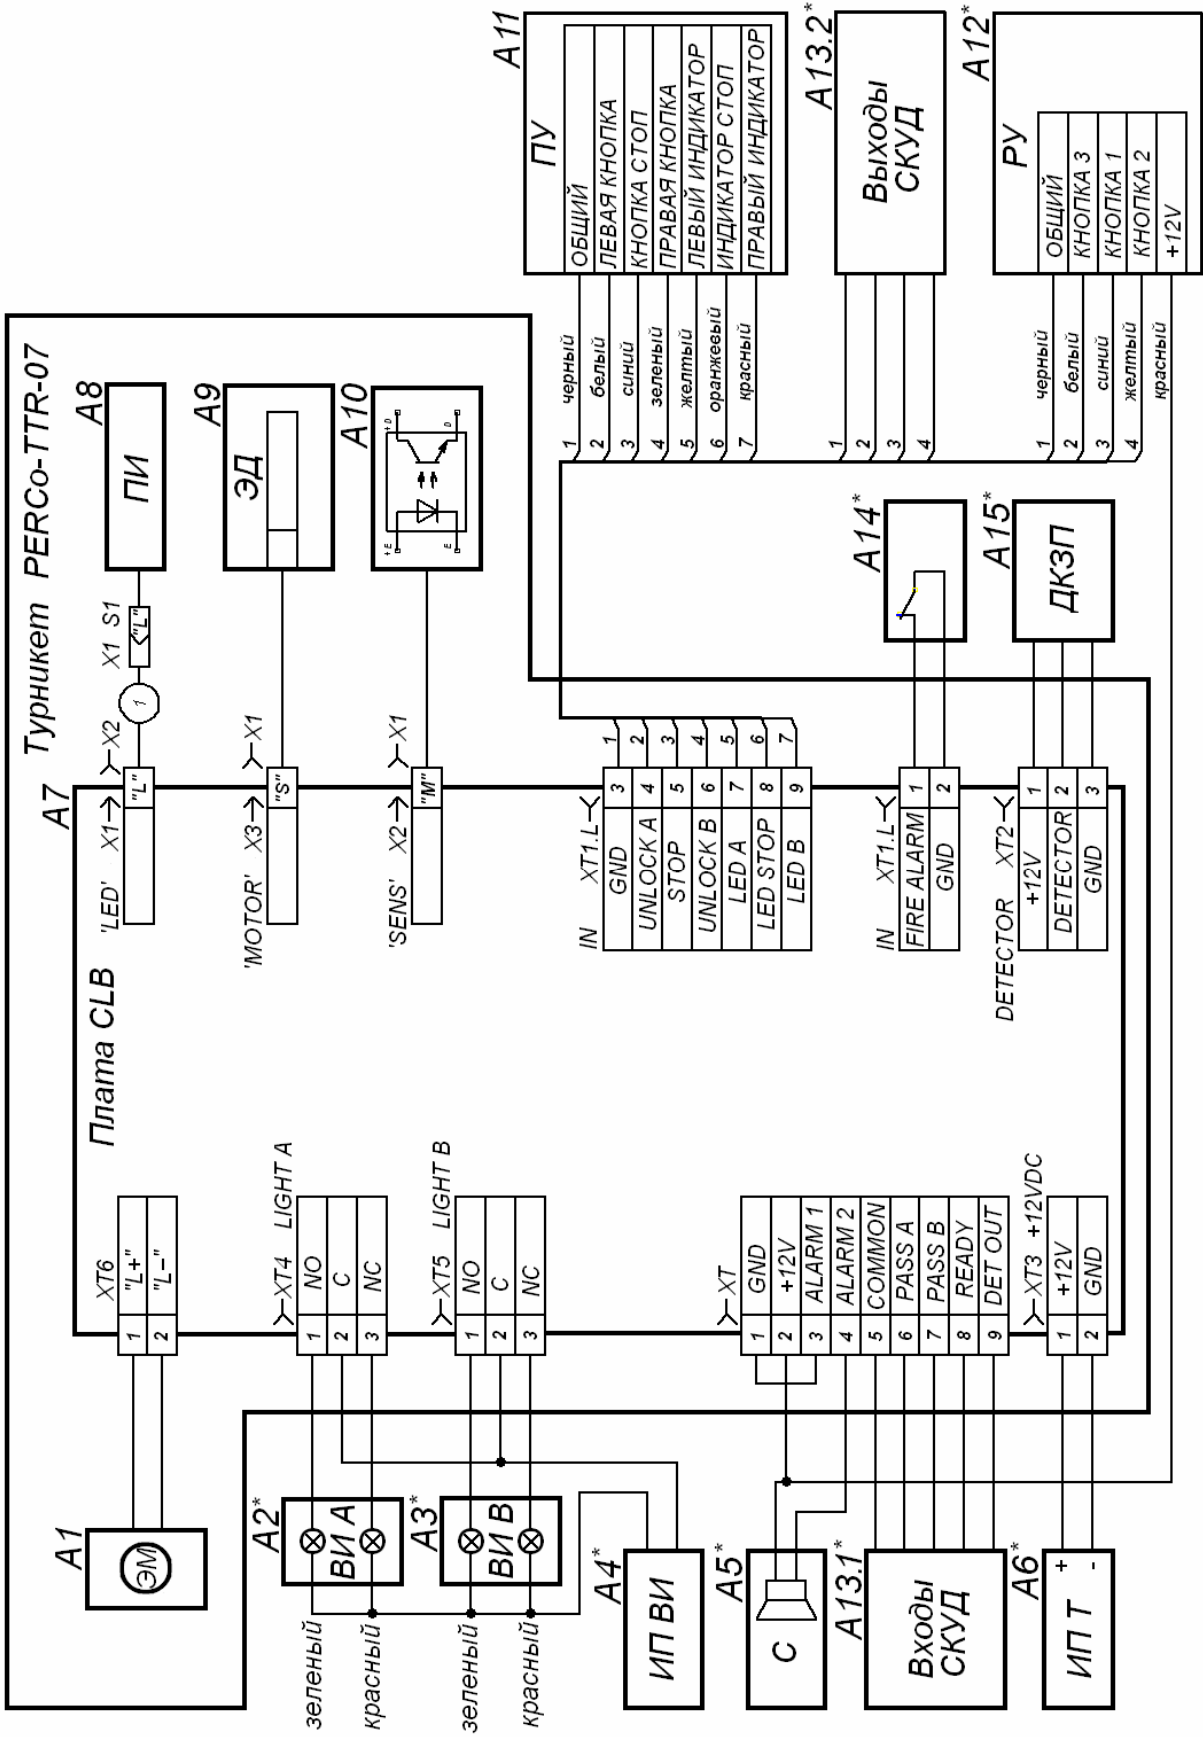 Турникет PERCo-TTR-07
A7
Плата CLB
A1
ЭМ
XT6
1 "L+"
2 "L–"
A2*
ВИ A
зеленый
красный
XT4 LIGHT A
1 NO
2 C
3 NC
A3*
ВИ B
зеленый
красный
XT5 LIGHT B
1 NO
2 C
3 NC
A4*
ИП ВИ
A5*
С
A13.1*
Входы
СКУД
XT
1 GND
2 +12V
3 ALARM 1
4 ALARM 2
5 COMMON
6 PASS A
7 PASS B
8 READY
9 DET OUT
A6*
ИП Т
+
-
XT3 +12VDC
1 +12V
2 GND
'LED' X1 X2
"L"
1
X1 S1
"L"
A8
ПИ
'MOTOR' X3 X1
"S"
A9
ЭД
'SENS' X2 X1
"M"
A10
+E
E
+D
D
IN XT1.L
GND 3 1
UNLOCK A 4 2
STOP 5 3
UNLOCK B 6 4
LED A 7 5
LED STOP 8 6
LED B 9 7
IN XT1.L
FIRE ALARM 1
GND 2
A14*
DETECTOR XT2
+12V 1
DETECTOR 2
GND 3
A15*
ДКЗП
A11
ПУ
1 черный ОБЩИЙ
2 белый ЛЕВАЯ КНОПКА
3 синий КНОПКА СТОП
4 зеленый ПРАВАЯ КНОПКА
5 желтый ЛЕВЫЙ ИНДИКАТОР
6 оранжевый ИНДИКАТОР СТОП
7 красный ПРАВЫЙ ИНДИКАТОР
A13.2*
Выходы
СКУД
1
2
3
4
A12*
РУ
1 черный ОБЩИЙ
2 белый КНОПКА 3
3 синий КНОПКА 1
4 желтый КНОПКА 2
красный +12V